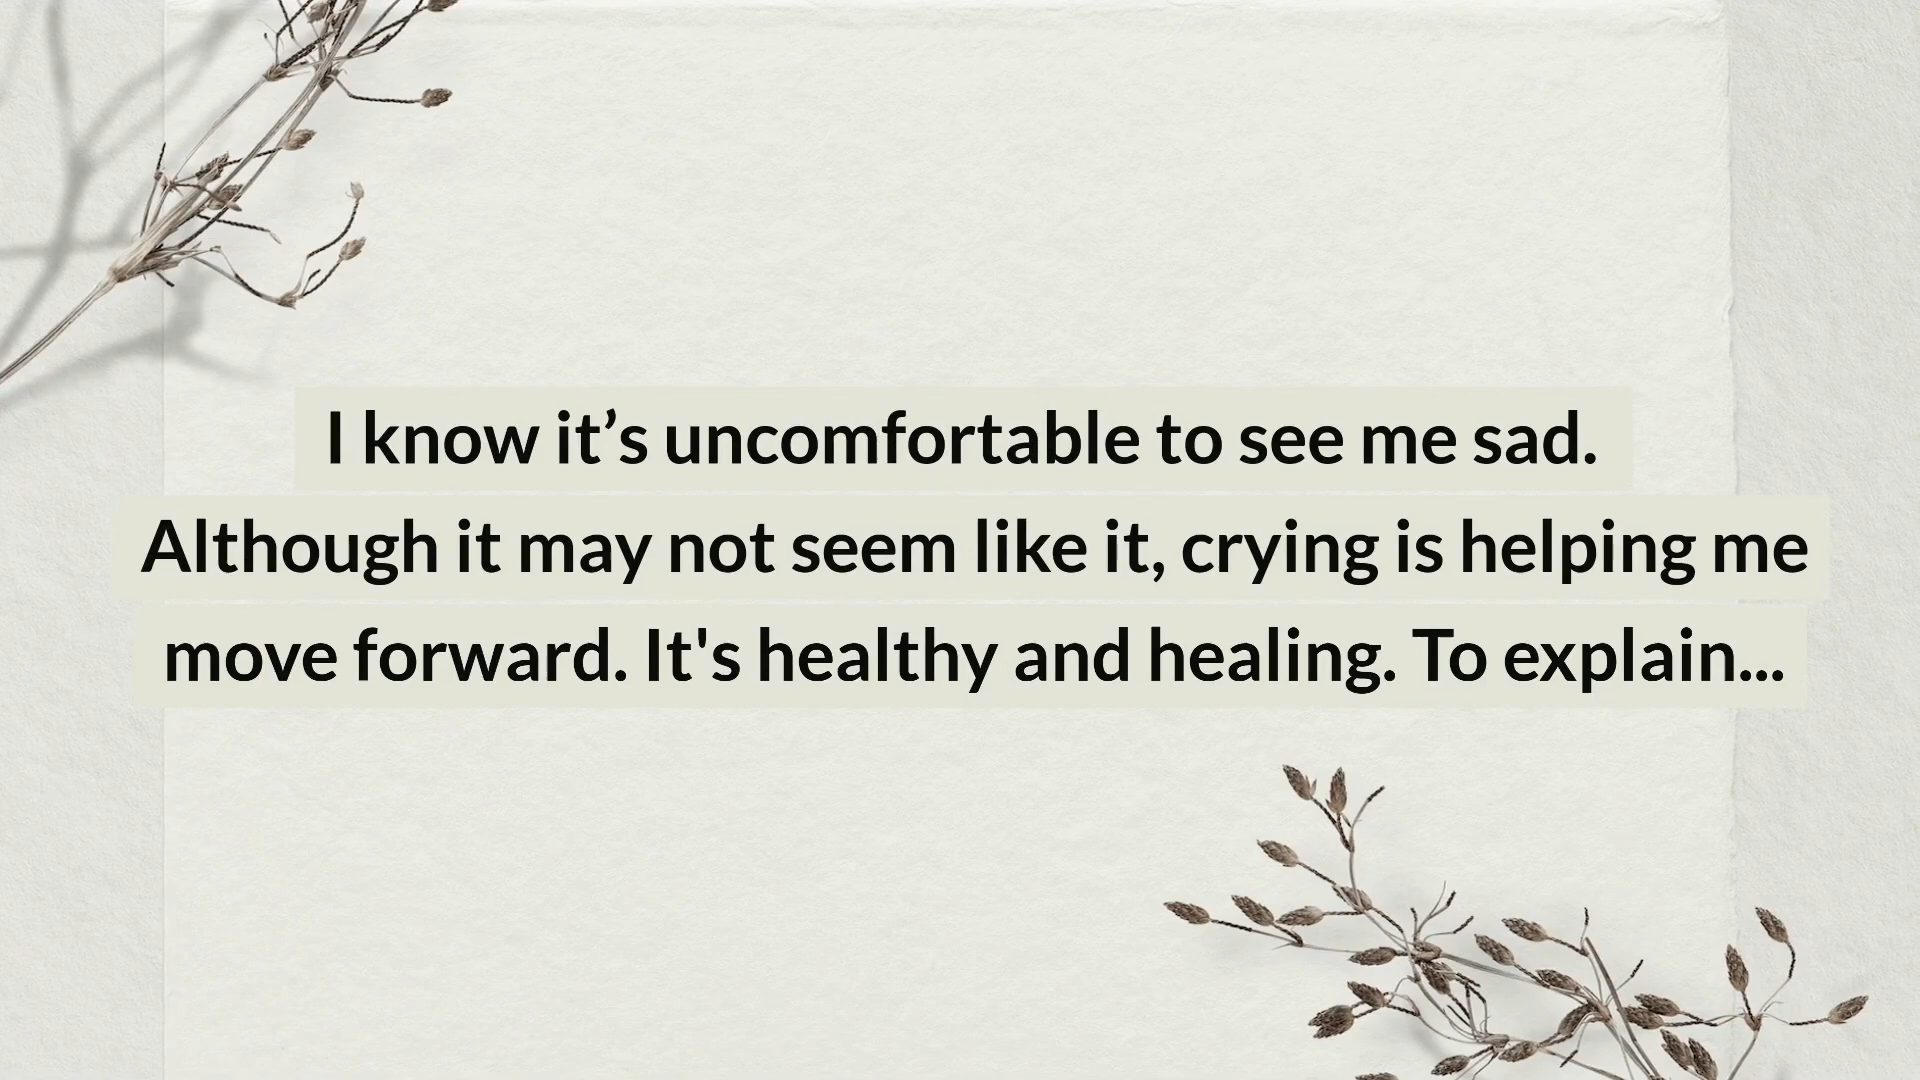 I know it’s uncomfortable to see me sad.
Although it may not seem like it, crying is helping me
move forward. It's healthy and healing. To explain...